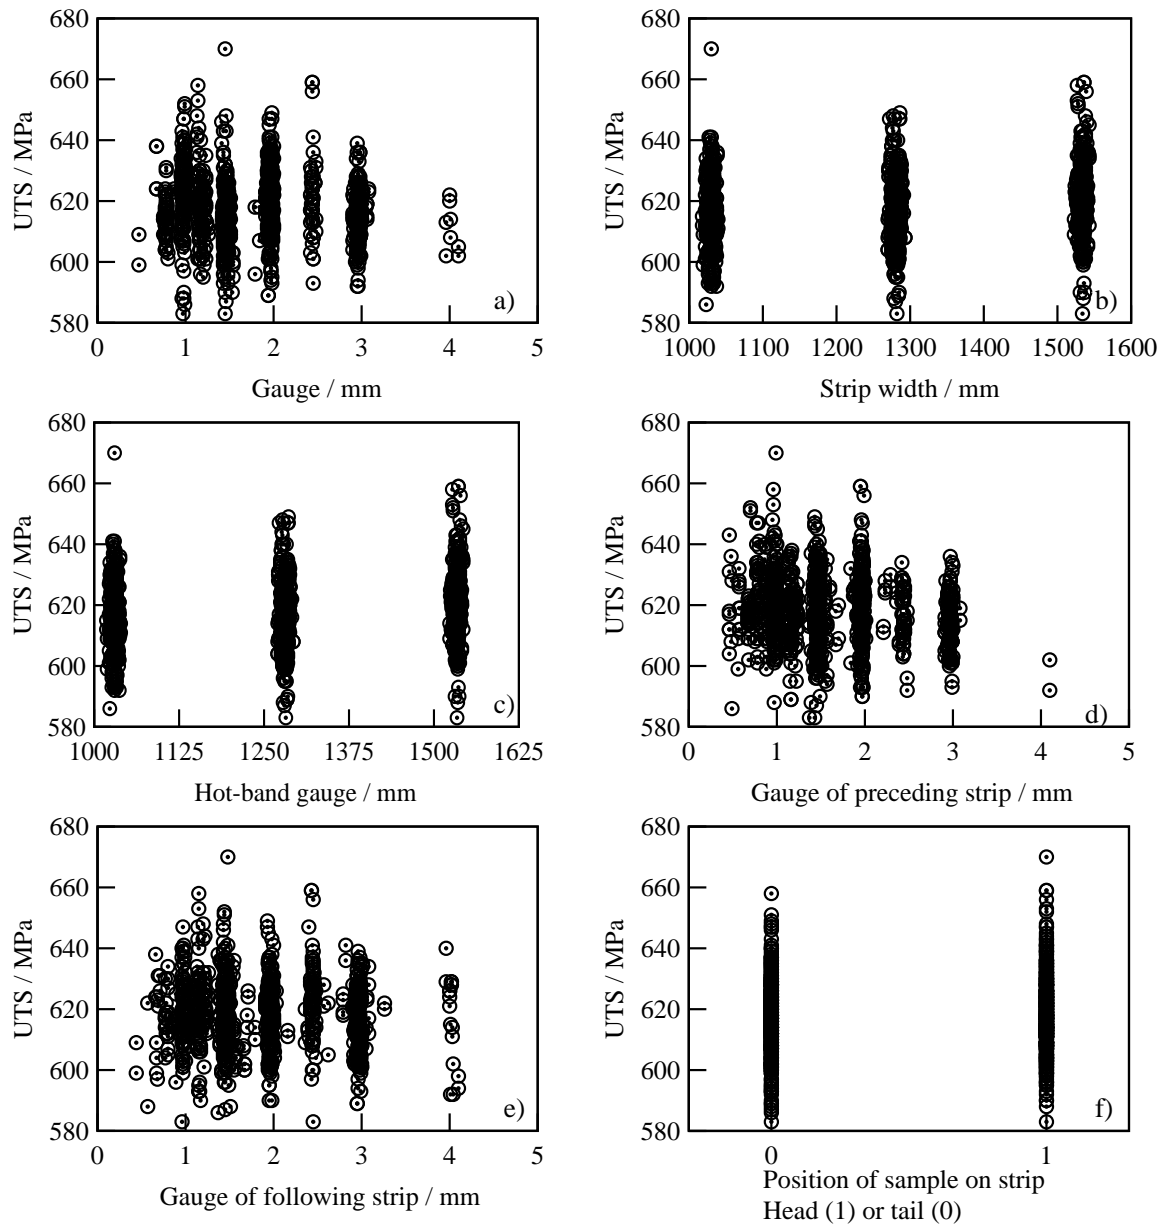 680
660
640
620
600
580
UTS / MPa
a)
0 1 2 3 4 5
Gauge / mm
680
660
640
620
600
580
UTS / MPa
b)
1000 1100 1200 1300 1400 1500 1600
Strip width / mm
680
660
640
620
600
580
UTS / MPa
c)
1000 1125 1250 1375 1500 1625
Hot-band gauge / mm
680
660
640
620
600
580
UTS / MPa
d)
0 1 2 3 4 5
Gauge of preceding strip / mm
680
660
640
620
600
580
UTS / MPa
e)
0 1 2 3 4 5
Gauge of following strip / mm
680
660
640
620
600
580
UTS / MPa
f)
0 1
Position of sample on strip
Head (1) or tail (0)